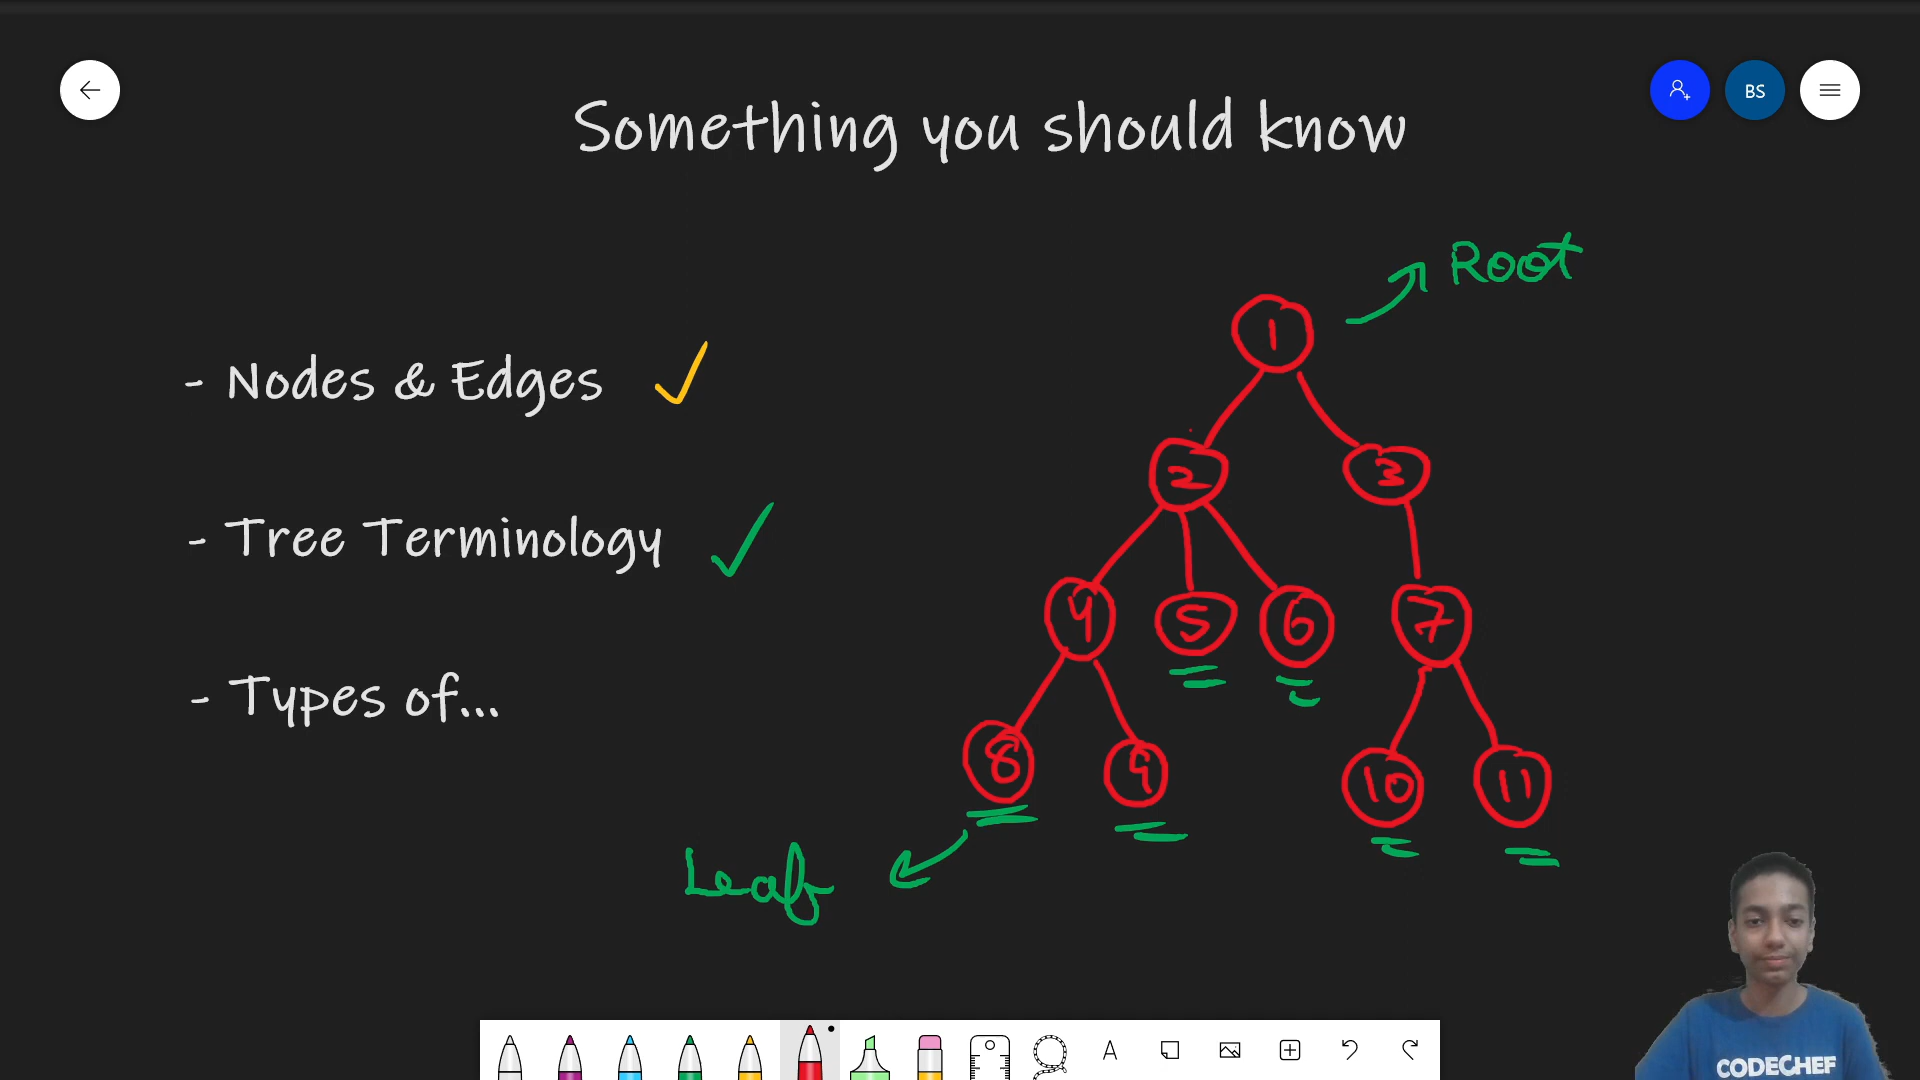 BS
Something you should know
Root
1
- Nodes & Edges
2 3
- Tree Terminology
4 5 6 7
- Types of...
8 9 10 11
Leaf
A
CODECHEF